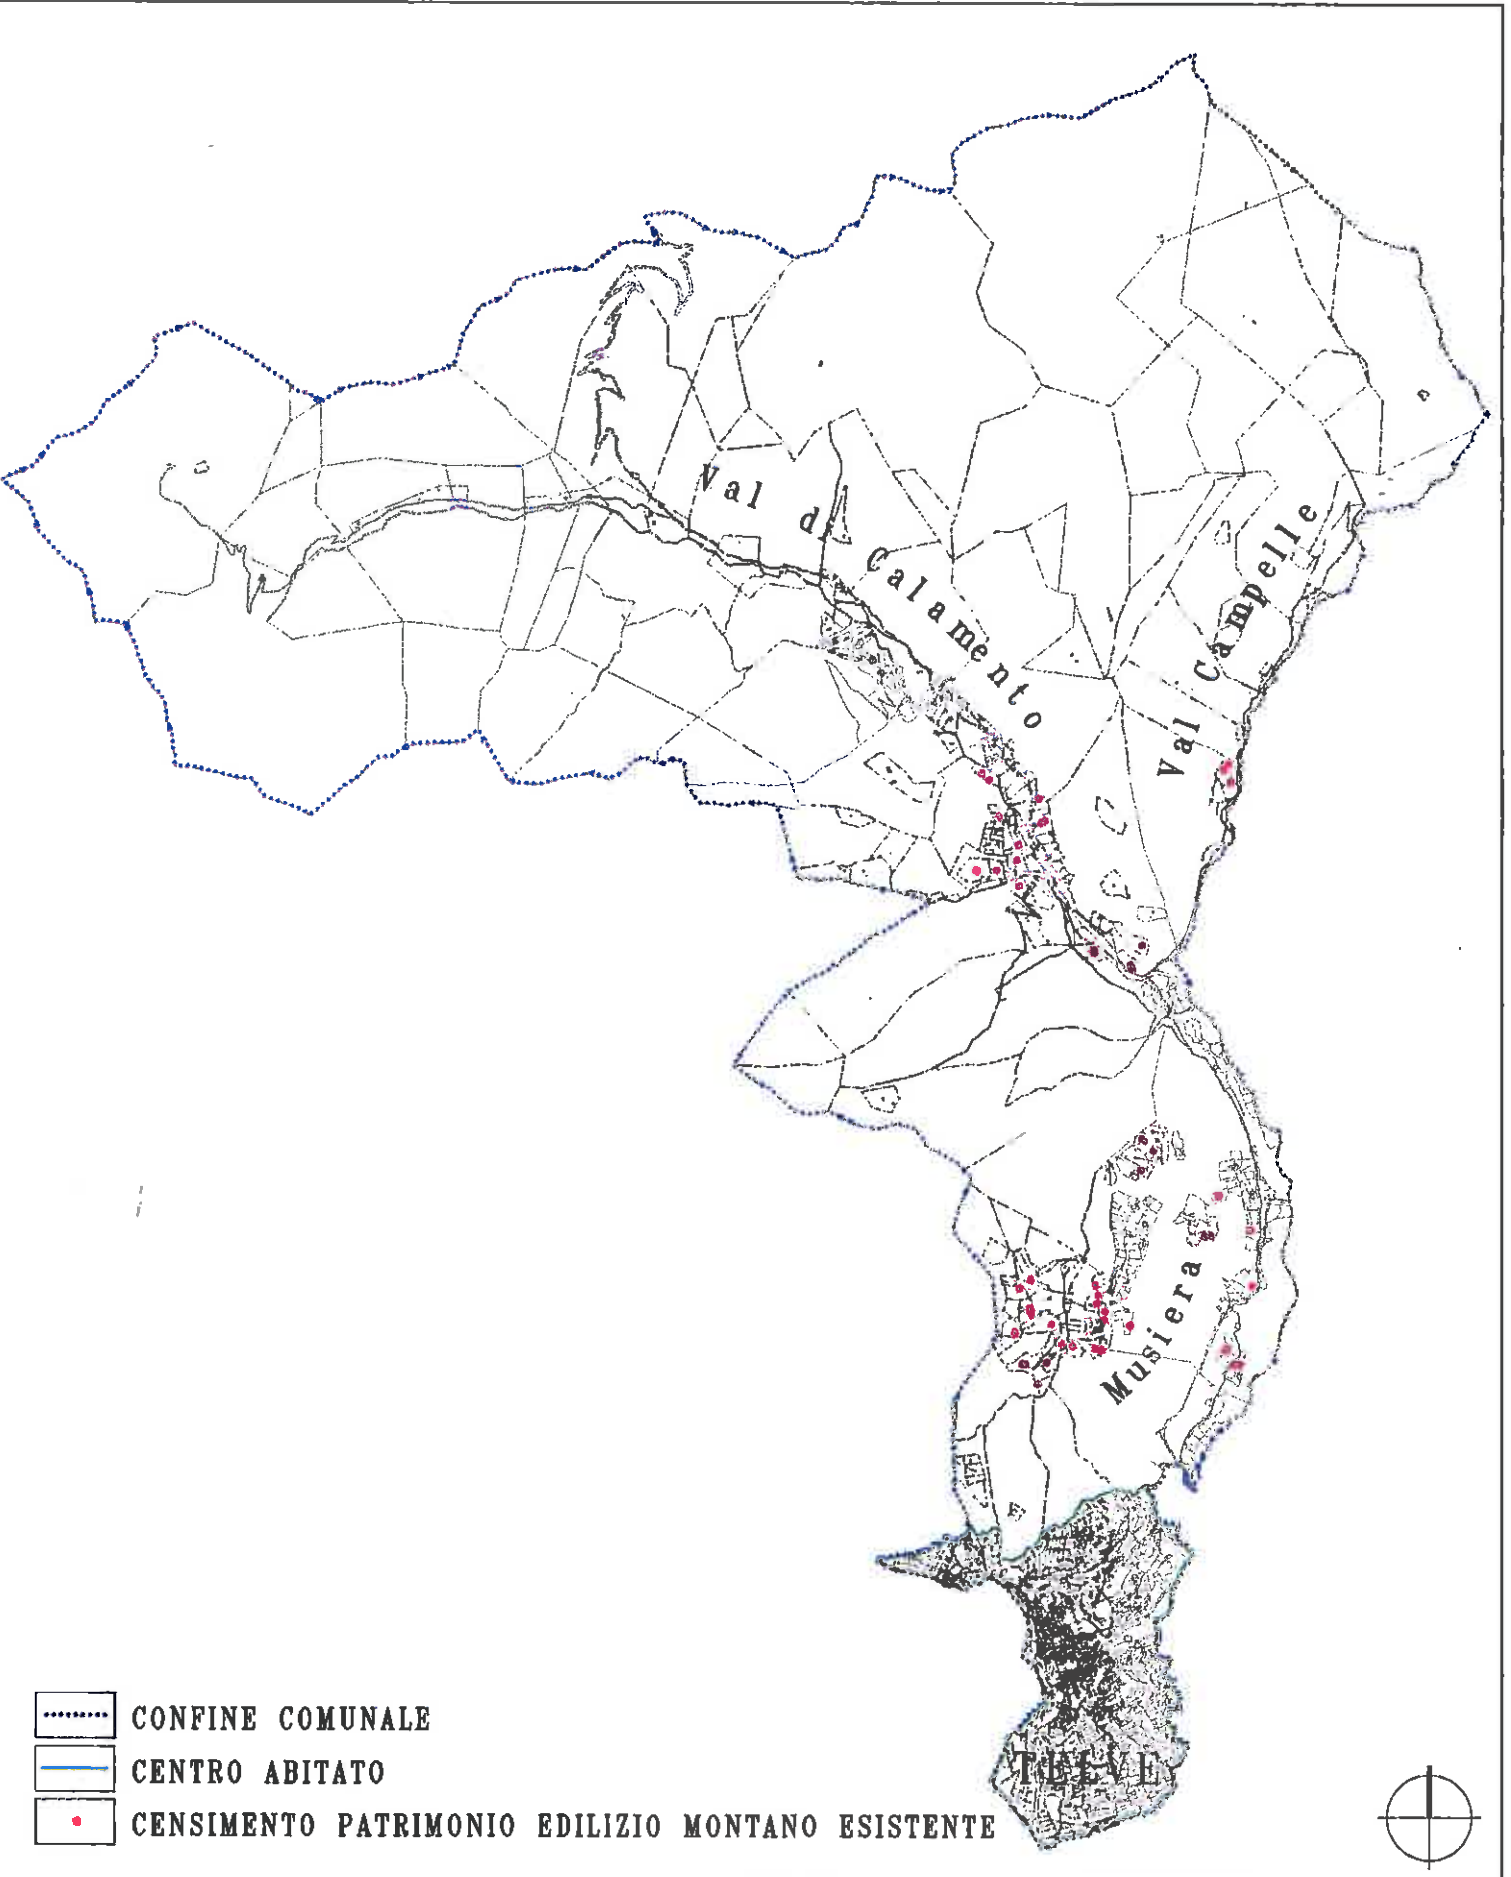 Val di Calamento
Val Campelle
Musiera
TELVE
CONFINE COMUNALE
CENTRO ABITATO
CENSIMENTO PATRIMONIO EDILIZIO MONTANO ESISTENTE